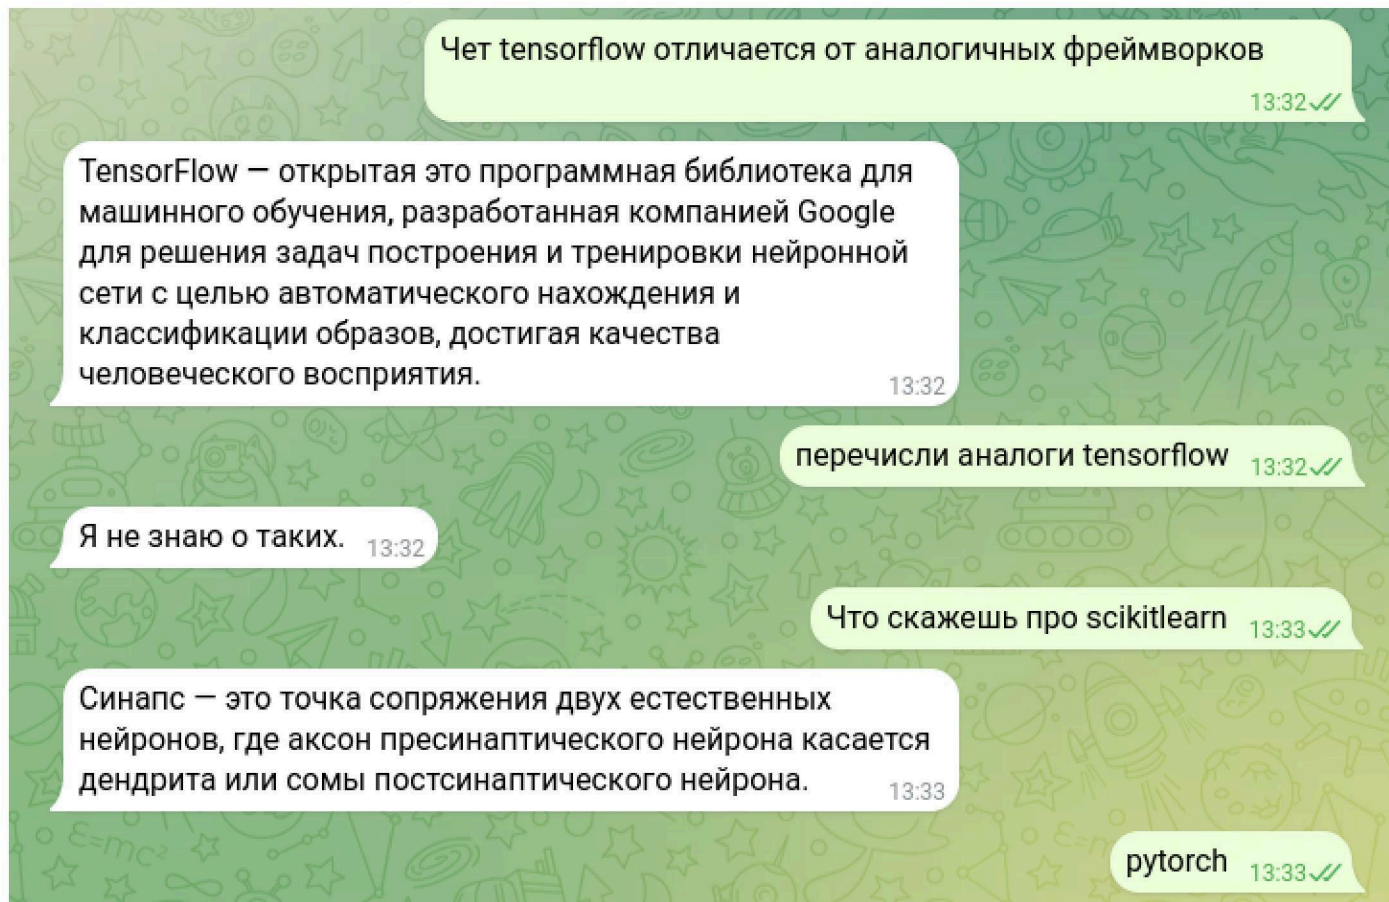 Чет tensorflow отличается от аналогичных фреймворков
13:32
TensorFlow — открытая это программная библиотека для
машинного обучения, разработанная компанией Google
для решения задач построения и тренировки нейронной
сети с целью автоматического нахождения и
классификации образов, достигая качества
человеческого восприятия.
13:32
перечисли аналоги tensorflow 13:32
Я не знаю о таких. 13:32
Что скажешь про scikitlearn 13:33
Синапс — это точка сопряжения двух естественных
нейронов, где аксон пресинаптического нейрона касается
дендрита или сомы постсинаптического нейрона.
13:33
pytorch 13:33